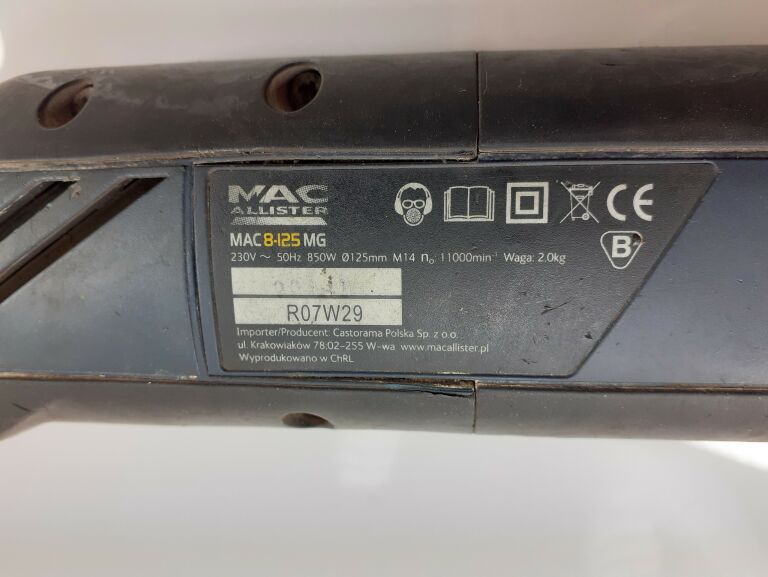 MAC
ALLISTER
MAC 8-125 MG
230V ~ 50Hz 850W Ø125mm M14 n₀ 11000min⁻¹ Waga: 2.0kg
B
CE
R07W29
Importer/Producent: Castorama Polska Sp. z o.o.
ul. Krakowiaków 78;02-255 W-wa www.macallister.pl
Wyprodukowano w ChRL